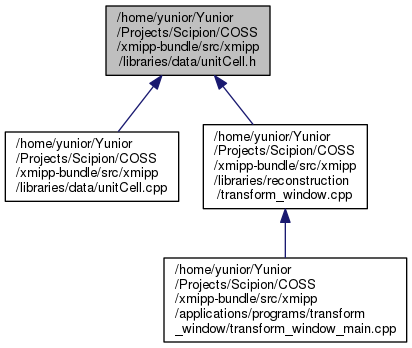 /home/yunior/Yunior
/Projects/Scipion/COSS
/xmipp-bundle/src/xmipp
/libraries/data/unitCell.h
/home/yunior/Yunior
/Projects/Scipion/COSS
/xmipp-bundle/src/xmipp
/libraries/data/unitCell.cpp
/home/yunior/Yunior
/Projects/Scipion/COSS
/xmipp-bundle/src/xmipp
/libraries/reconstruction
/transform_window.cpp
/home/yunior/Yunior
/Projects/Scipion/COSS
/xmipp-bundle/src/xmipp
/applications/programs/transform
_window/transform_window_main.cpp